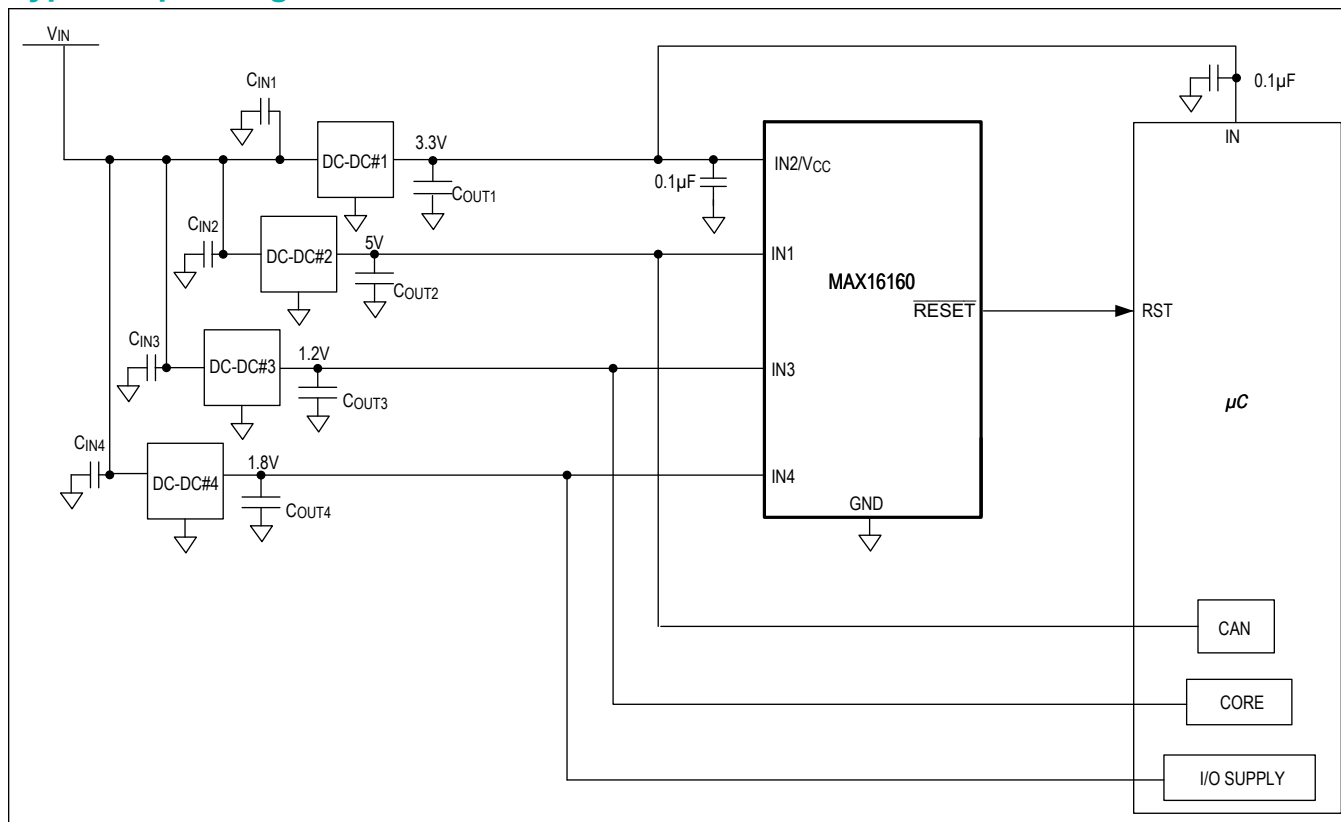 VIN
CIN1
0.1µF
IN
DC-DC#1
3.3V
COUT1
0.1µF
IN2/VCC
CIN2
DC-DC#2
5V
COUT2
IN1
MAX16160
RESET
RST
CIN3
DC-DC#3
1.2V
COUT3
IN3
µC
CIN4
DC-DC#4
1.8V
COUT4
IN4
GND
CAN
CORE
I/O SUPPLY